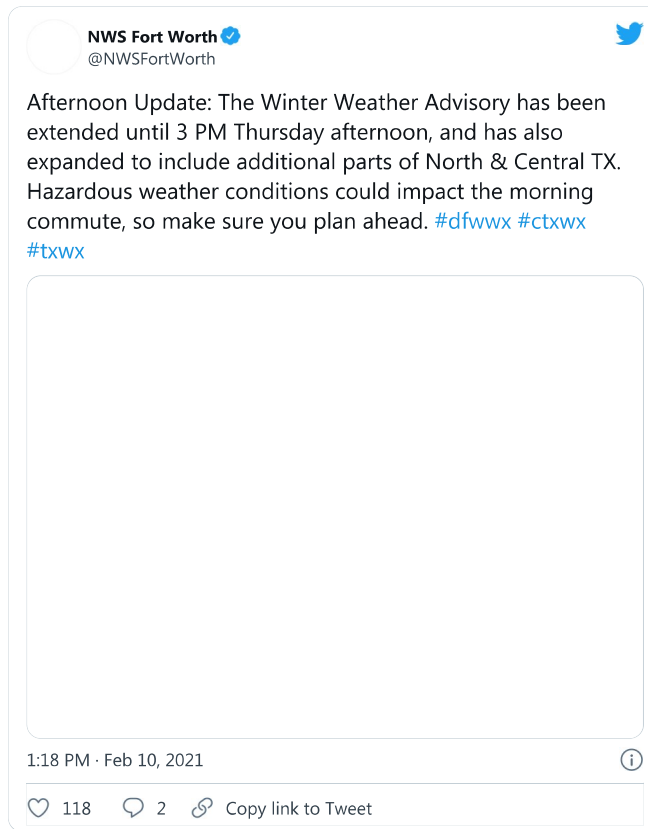 NWS Fort Worth
@NWSFortWorth
Afternoon Update: The Winter Weather Advisory has been
extended until 3 PM Thursday afternoon, and has also
expanded to include additional parts of North & Central TX.
Hazardous weather conditions could impact the morning
commute, so make sure you plan ahead. #dfwwx #ctxwx
#txwx
1:18 PM · Feb 10, 2021
118 2 Copy link to Tweet